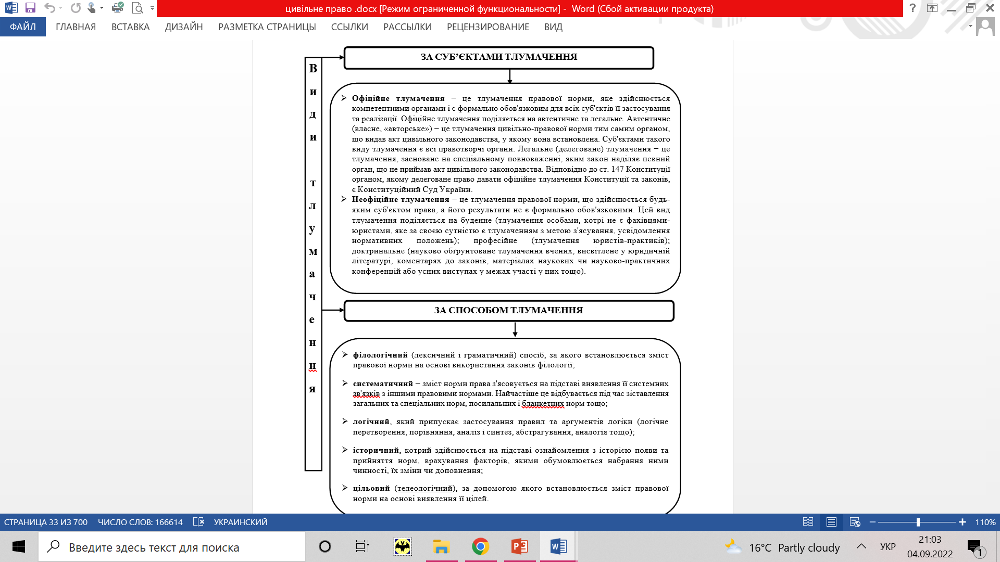 цивільне право .docx [Режим ограниченной функциональности] - Word (Сбой активации продукта)
ФАЙЛ ГЛАВНАЯ ВСТАВКА ДИЗАЙН РАЗМЕТКА СТРАНИЦЫ ССЫЛКИ РАССЫЛКИ РЕЦЕНЗИРОВАНИЕ ВИД
Види тлумачення
ЗА СУБ’ЄКТАМИ ТЛУМАЧЕННЯ
Офіційне тлумачення − це тлумачення правової норми, яке здійснюється
компетентними органами і є формально обов'язковим для всіх суб'єктів її застосування
та реалізації. Офіційне тлумачення поділяється на автентичне та легальне. Автентичне
(власне, «авторське») − це тлумачення цивільно-правової норми тим самим органом,
що видав акт цивільного законодавства, у якому вона встановлена. Суб'єктами такого
виду тлумачення є всі правотворчі органи. Легальне (делеговане) тлумачення − це
тлумачення, засноване на спеціальному повноваженні, яким закон наділяє певний
орган, що не приймав акт цивільного законодавства. Відповідно до ст. 147 Конституції
органом, якому делеговане право давати офіційне тлумачення Конституції та законів,
є Конституційний Суд України.
Неофіційне тлумачення − це тлумачення правової норми, що здійснюється будь-
яким суб'єктом права, а його результати не є формально обов'язковими. Цей вид
тлумачення поділяється на буденне (тлумачення особами, котрі не є фахівцями-
юристами, яке за своєю сутністю є тлумаченням з метою з'ясування, усвідомлення
нормативних положень); професійне (тлумачення юристів-практиків);
доктринальне (науково обґрунтоване тлумачення вчених, висвітлене у юридичній
літературі, коментарях до законів, матеріалах наукових чи науково-практичних
конференцій або усних виступах у межах участі у них тощо).
ЗА СПОСОБОМ ТЛУМАЧЕННЯ
філологічний (лексичний і граматичний) спосіб, за якого встановлюється зміст
правової норми на основі використання законів філології;
систематичний − зміст норми права з'ясовується на підставі виявлення її системних
зв'язків з іншими правовими нормами. Найчастіше це відбувається під час зіставлення
загальних та спеціальних норм, посилальних і бланкетних норм тощо;
логічний, який припускає застосування правил та аргументів логіки (логічне
перетворення, порівняння, аналіз і синтез, абстрагування, аналогія тощо);
історичний, котрий здійснюється на підставі ознайомлення з історією появи та
прийняття норм, врахування факторів, якими обумовлюється набрання ними
чинності, їх зміни чи доповнення;
цільовий (телеологічний), за допомогою якого встановлюється зміст правової
норми на основі виявлення її цілей.
СТРАНИЦА 33 ИЗ 700 ЧИСЛО СЛОВ: 166614 УКРАИНСКИЙ 110%
Введите здесь текст для поиска
16°C Partly cloudy
УКР
21:03
04.09.2022
1